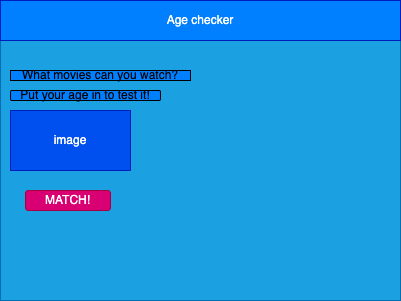 Age checker
What movies can you watch?
Put your age in to test it!
image
MATCH!